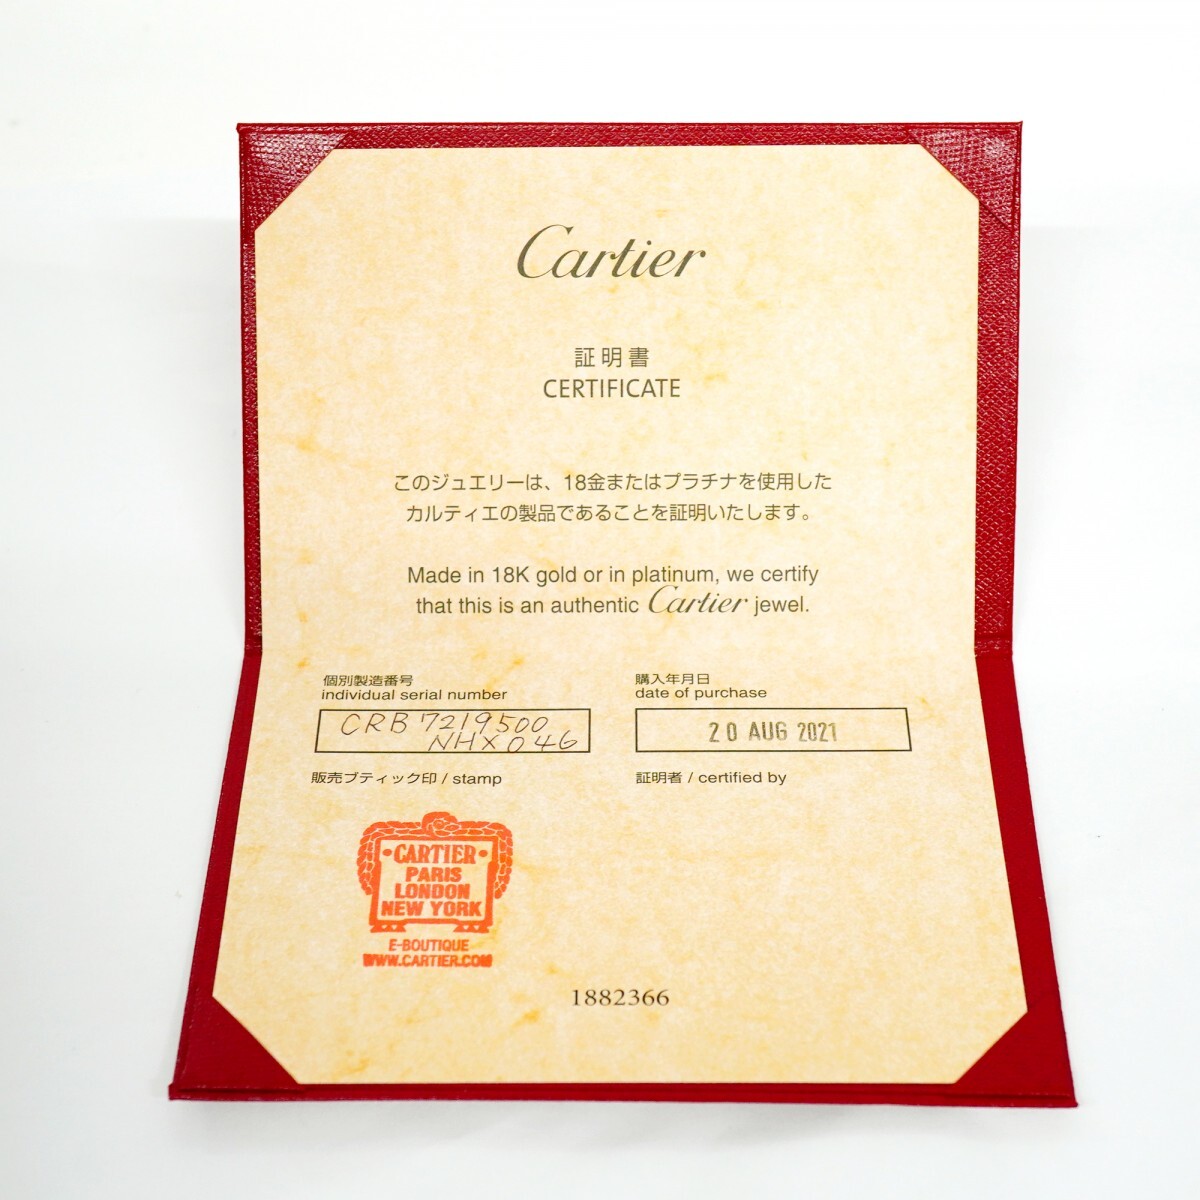 Cartier
証明書
CERTIFICATE
このジュエリーは、18金またはプラチナを使用した
カルティエの製品であることを証明いたします。
Made in 18K gold or in platinum, we certify
that this is an authentic Cartier jewel.
個別製造番号
individual serial number
CRB 7219500
NHX046
購入年月日
date of purchase
20 AUG 2021
販売ブティック印 / stamp
証明者 / certified by
CARTIER
PARIS
LONDON
NEW YORK
E-BOUTIQUE
WWW.CARTIER.COM
1882366